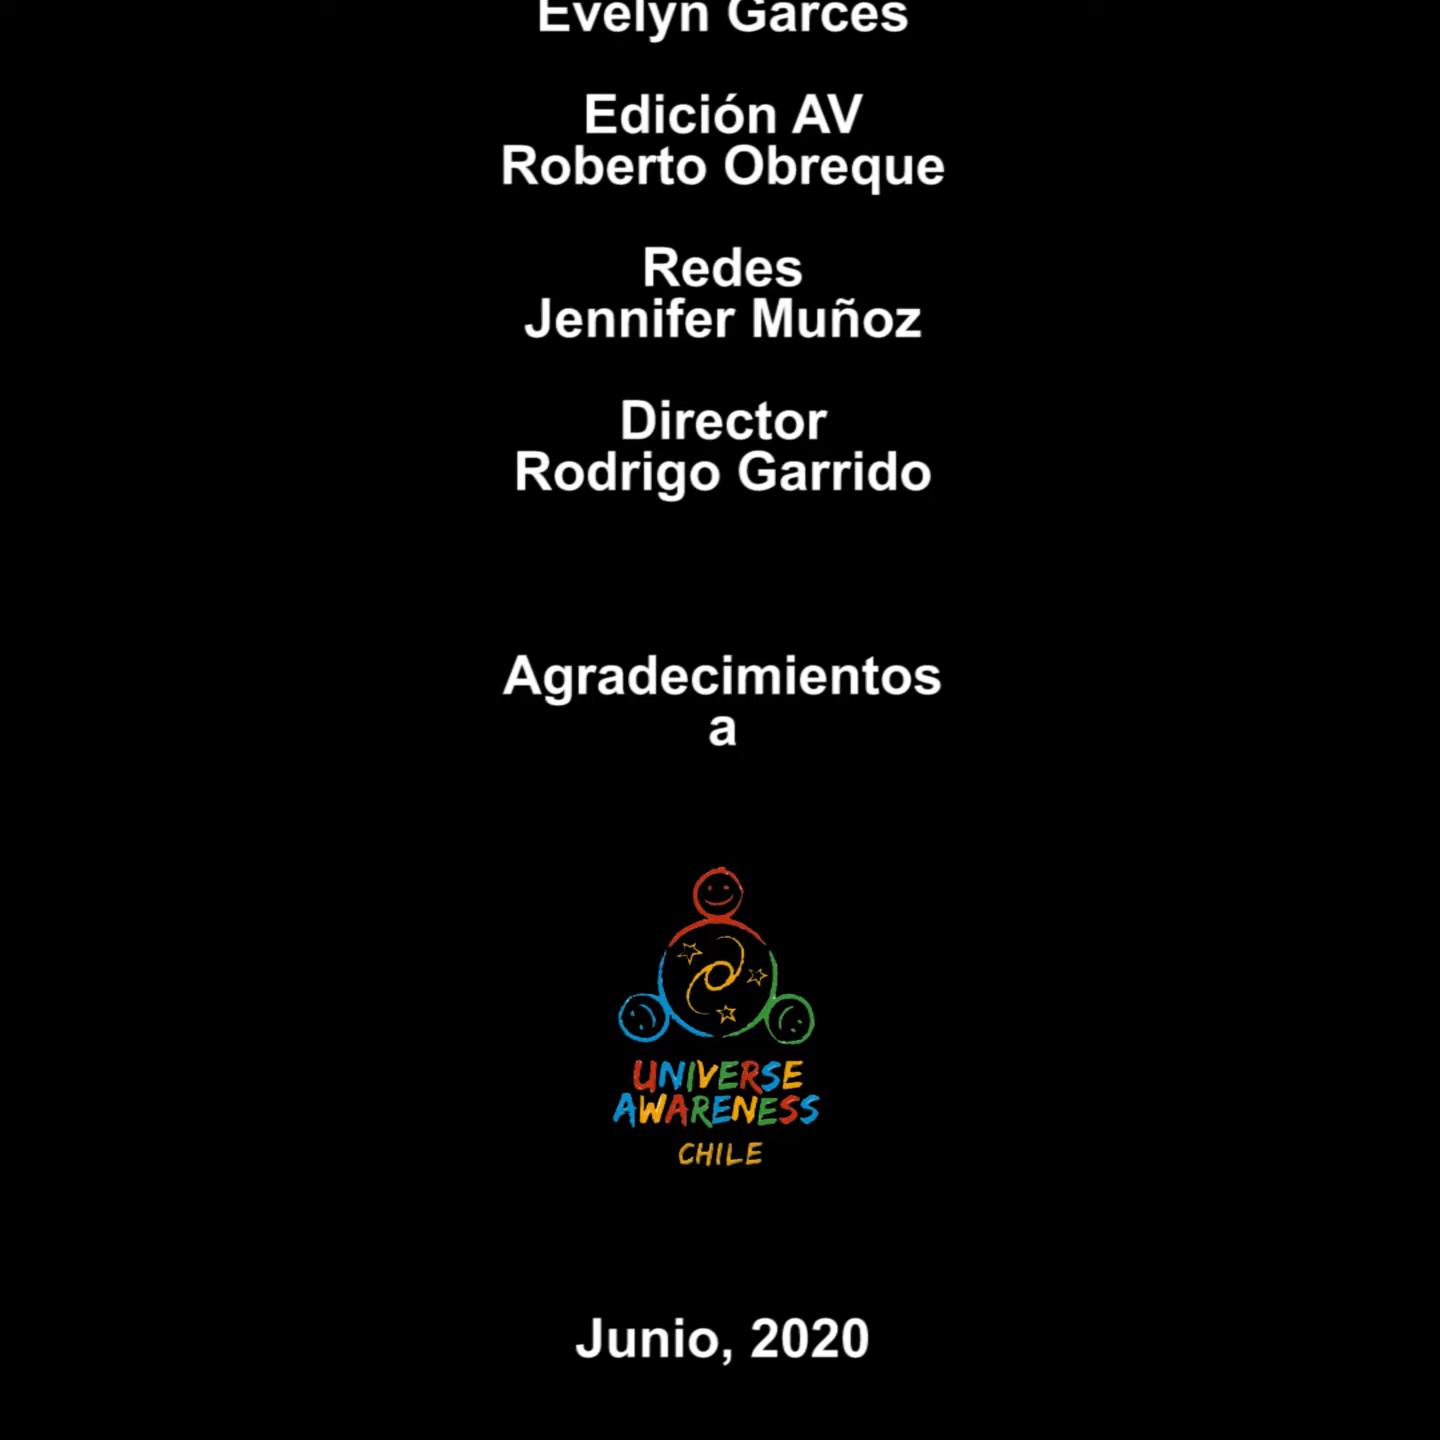 Evelyn Garces
Edición AV
Roberto Obreque
Redes
Jennifer Muñoz
Director
Rodrigo Garrido
Agradecimientos
a
UNIVERSE
AWARENESS
CHILE
Junio, 2020